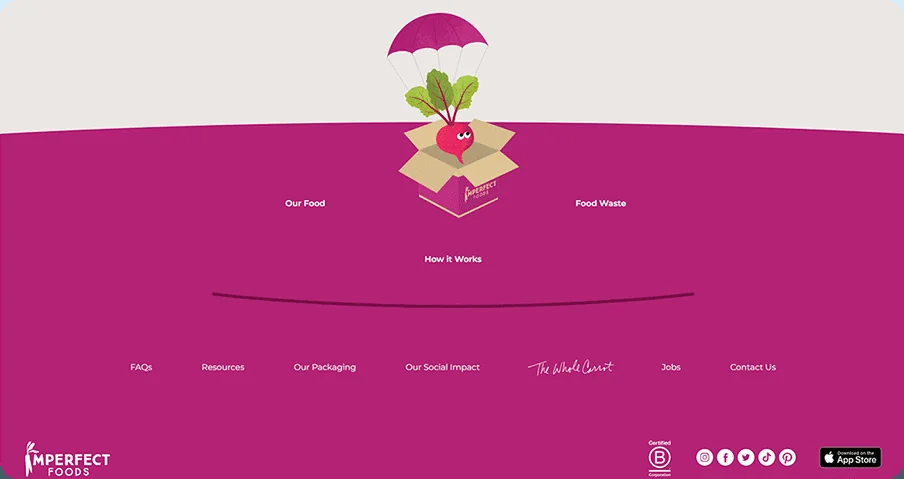 IMPERFECT
FOODS
Our Food
Food Waste
How it Works
FAQs
Resources
Our Packaging
Our Social Impact
The Whole Carrot
Jobs
Contact Us
IMPERFECT
FOODS
Certified
B
Corporation
Download on the
App Store